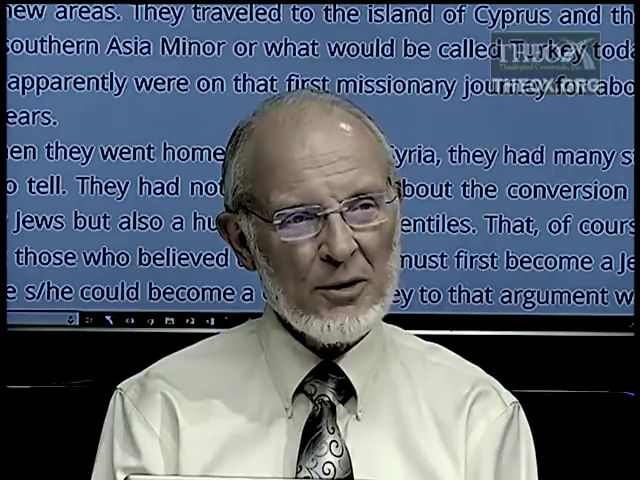 new areas. They traveled to the island of Cyprus and th
southern Asia Minor or what would be called Turkey toda
apparently were on that first missionary journey for abo
ears.
en they went home Syria, they had many s
o tell. They had not about the conversion
Jews but also a hu entiles. That, of cours
those who believed must first become a Je
e s/he could become a ey to that argument w
THEOX.ORG